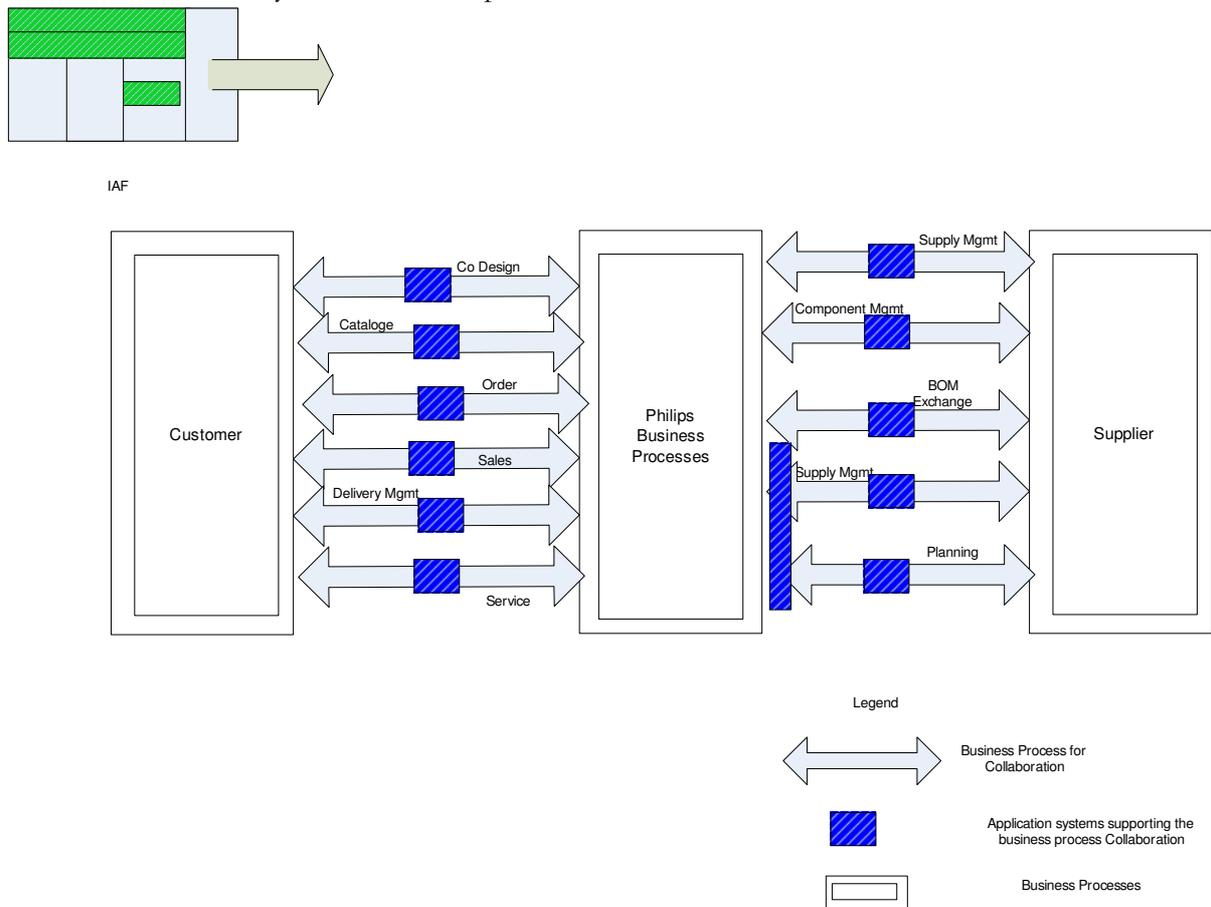 IAF
Co Design
Cataloge
Order
Sales
Delivery Mgmt
Service
Customer
Philips
Business
Processes
Supply Mgmt
Component Mgmt
BOM
Exchange
Supply Mgmt
Planning
Supplier
Legend
Business Process for
Collaboration
Application systems supporting the
business process Collaboration
Business Processes